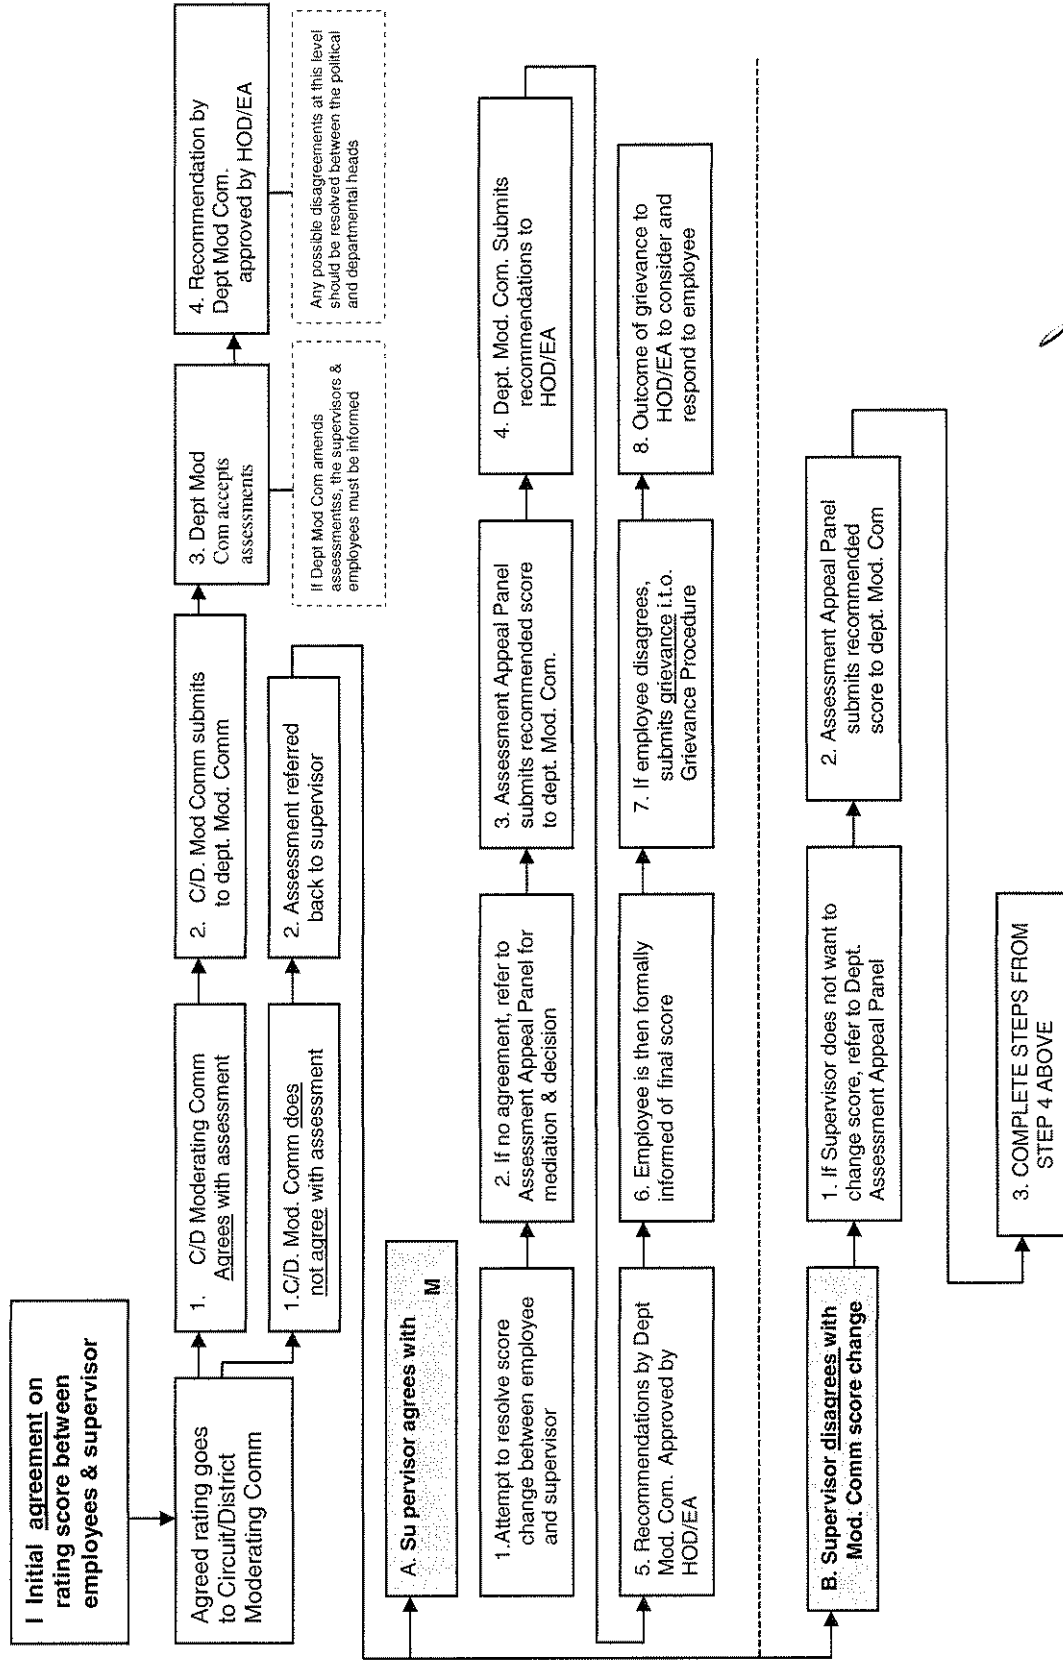 I Initial agreement on
rating score between
employees & supervisor
Agreed rating goes
to Circuit/District
Moderating Comm
1. C/D Moderating Comm
Agrees with assessment
2. C/D. Mod Comm submits
to dept. Mod. Comm
3. Dept Mod
Com accepts
assessments
4. Recommendation by
Dept Mod Com.
approved by HOD/EA
1.C/D. Mod. Comm does
not agree with assessment
2. Assessment referred
back to supervisor
If Dept Mod Com amends
assessmentss, the supervisors &
employees must be informed
Any possible disagreements at this level
should be resolved between the political
and departmental heads
A. Su pervisor agrees with
M
1.Attempt to resolve score
change between employee
and supervisor
2. If no agreement, refer to
Assessment Appeal Panel for
mediation & decision
3. Assessment Appeal Panel
submits recommended score
to dept. Mod. Com.
4. Dept. Mod. Com. Submits
recommendations to
HOD/EA
5. Recommendations by Dept
Mod. Com. Approved by
HOD/EA
6. Employee is then formally
informed of final score
7. If employee disagrees,
submits grievance i.t.o.
Grievance Procedure
8. Outcome of grievance to
HOD/EA to consider and
respond to employee
B. Supervisor disagrees with
Mod. Comm score change
1. If Supervisor does not want to
change score, refer to Dept.
Assessment Appeal Panel
2. Assessment Appeal Panel
submits recommended
score to dept. Mod. Com
3. COMPLETE STEPS FROM
STEP 4 ABOVE